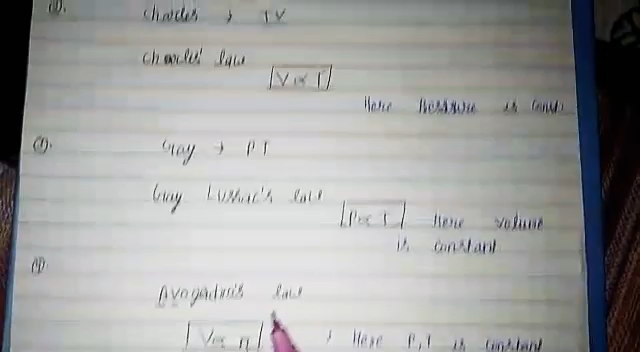 Charles → TV
Charles' law
V ∝ T
Here Pressure is const.
Gay → PT
Gay Lussac's law
P ∝ T Here volume
is constant
Avogadro's law
V ∝ n , Here P,T is constant